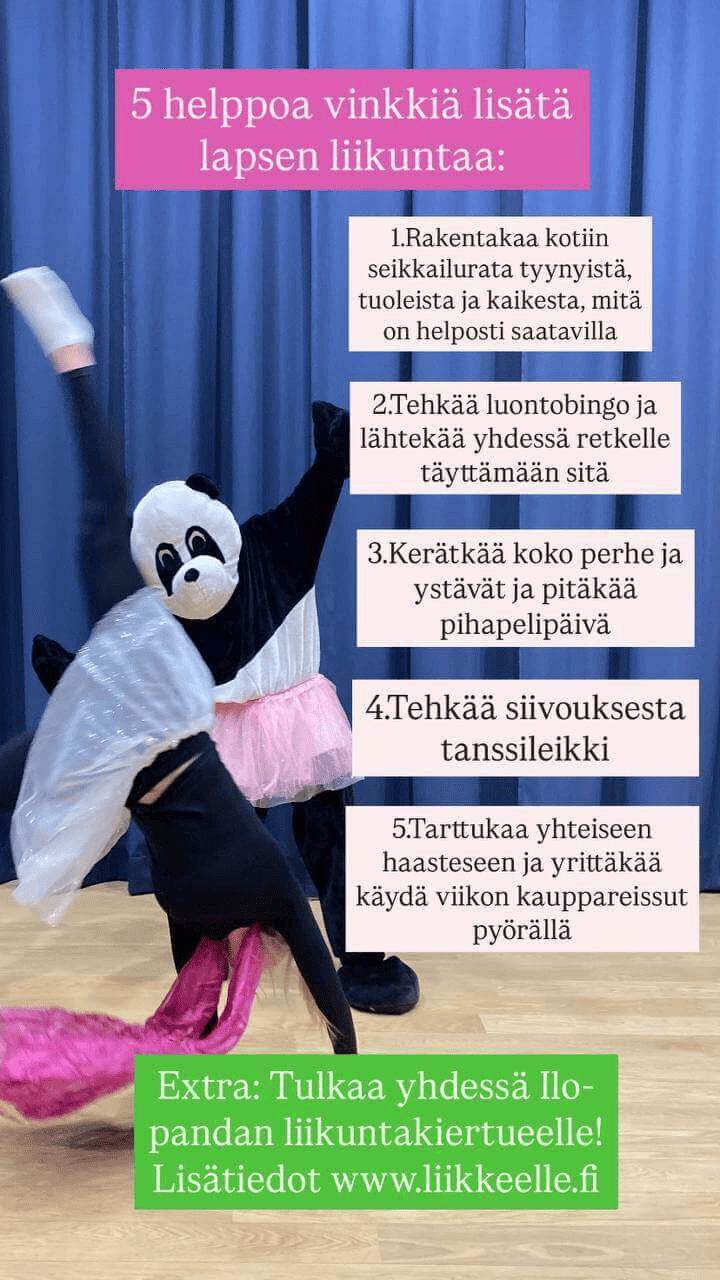 5 helppoa vinkkiä lisätä
lapsen liikuntaa:
1.Rakentakaa kotiin
seikkailurata tyynyistä,
tuoleista ja kaikesta, mitä
on helposti saatavilla
2.Tehkää luontobingo ja
lähtekää yhdessä retkelle
täyttämään sitä
3.Kerätkää koko perhe ja
ystävät ja pitäkää
pihapelipäivä
4.Tehkää siivouksesta
tanssileikki
5.Tarttukaa yhteiseen
haasteseen ja yrittäkää
käydä viikon kauppareissut
pyörällä
Extra: Tulkaa yhdessä Ilo-
pandan liikuntakiertueelle!
Lisätiedot www.liikkeelle.fi